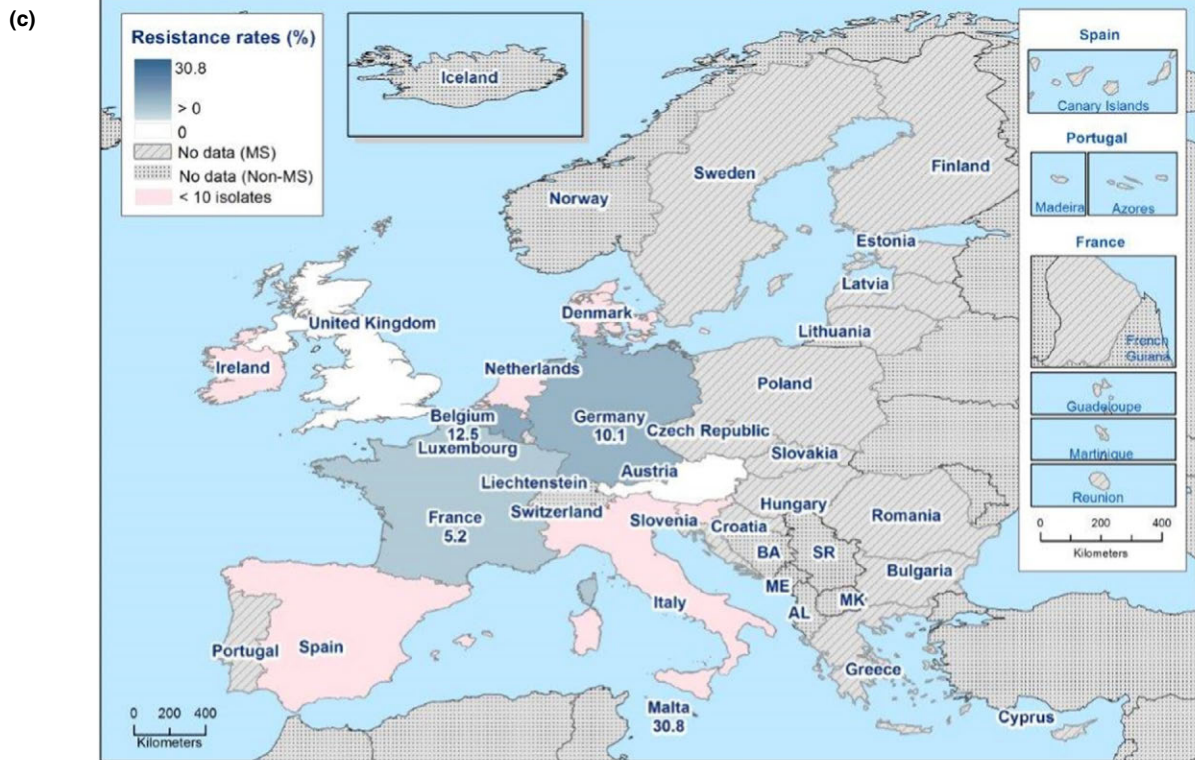 (c)
Resistance rates (%)
30.8
> 0
0
No data (MS)
No data (Non-MS)
< 10 isolates
Iceland
Spain
Canary Islands
Portugal
Madeira
Azores
France
French
Guiana
Guadeloupe
Martinique
Reunion
0 200 400
Kilometers
Norway
Sweden
Finland
Estonia
Latvia
Lithuania
Denmark
United Kingdom
Ireland
Netherlands
Poland
Belgium
12.5
Germany
10.1
Czech Republic
Luxembourg
Slovakia
Austria
Liechtenstein
Hungary
Switzerland
Slovenia
Croatia
Romania
France
5.2
BA
SR
Bulgaria
ME
MK
AL
Italy
Portugal
Spain
Greece
Malta
30.8
Cyprus
0 200 400
Kilometers